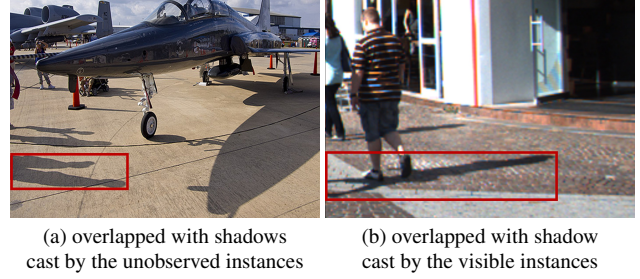 (a) overlapped with shadows
cast by the unobserved instances
(b) overlapped with shadow
cast by the visible instances